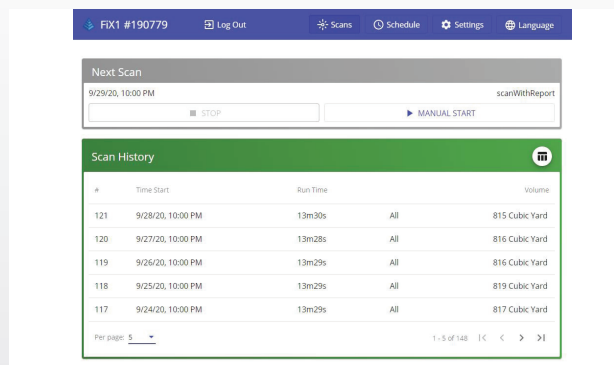 FiX1 #190779 Log Out Scans Schedule Settings Language
Next Scan
9/29/20, 10:00 PM scanWithReport
STOP MANUAL START
Scan History
# Time Start Run Time Volume
121 9/28/20, 10:00 PM 13m30s All 815 Cubic Yard
120 9/27/20, 10:00 PM 13m28s All 816 Cubic Yard
119 9/26/20, 10:00 PM 13m29s All 816 Cubic Yard
118 9/25/20, 10:00 PM 13m29s All 819 Cubic Yard
117 9/24/20, 10:00 PM 13m29s All 817 Cubic Yard
Per page: 5 1 - 5 of 148